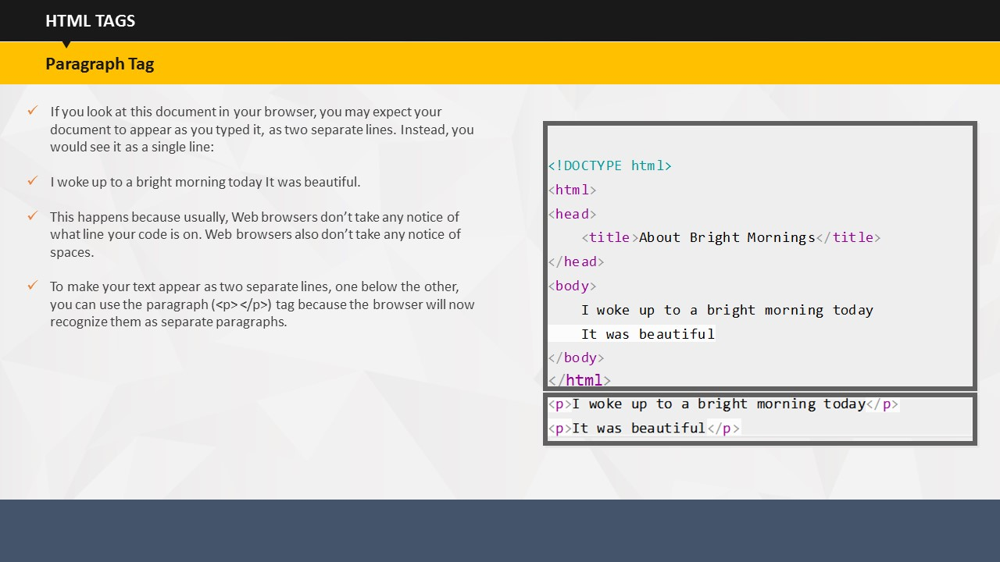 HTML TAGS
Paragraph Tag
✓ If you look at this document in your browser, you may expect your
document to appear as you typed it, as two separate lines. Instead, you
would see it as a single line:
✓ I woke up to a bright morning today It was beautiful.
✓ This happens because usually, Web browsers don’t take any notice of
what line your code is on. Web browsers also don’t take any notice of
spaces.
✓ To make your text appear as two separate lines, one below the other,
you can use the paragraph (<p></p>) tag because the browser will now
recognize them as separate paragraphs.
<!DOCTYPE html>
<html>
<head>
    <title>About Bright Mornings</title>
</head>
<body>
    I woke up to a bright morning today
    It was beautiful
</body>
</html>
<p>I woke up to a bright morning today</p>
<p>It was beautiful</p>